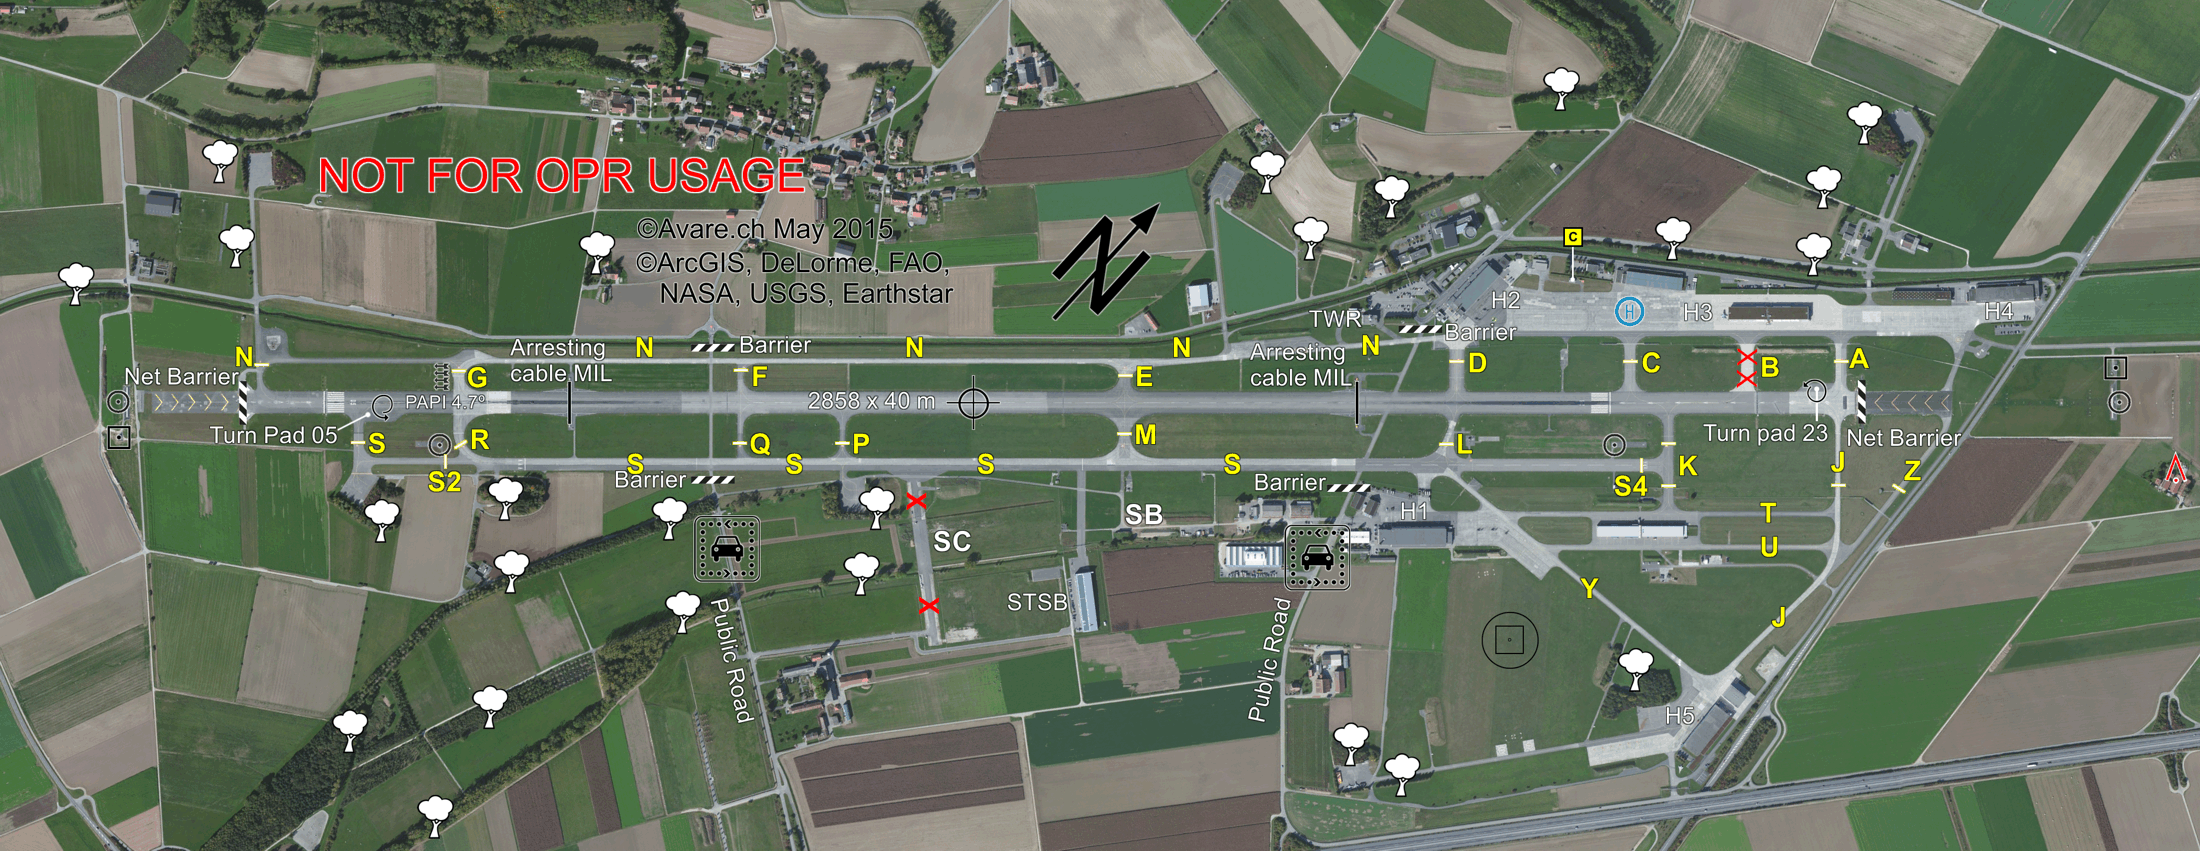 NOT FOR OPR USAGE
©Avare.ch May 2015
©ArcGIS, DeLorme, FAO,
NASA, USGS, Earthstar
N
C
H2
H
H3
H4
TWR
Barrier
N
N
N
N
N
Barrier
Arresting
cable MIL
Arresting
cable MIL
Net Barrier
G
F
E
D
C
B
A
PAPI 4.7°
2858 x 40 m
Turn Pad 05
Turn pad 23
Net Barrier
S
R
Q
P
M
L
K
J
Z
S2
S
S
S
S
S4
Barrier
Barrier
SB
SC
H1
T
U
STSB
Y
J
Public Road
Public Road
H5